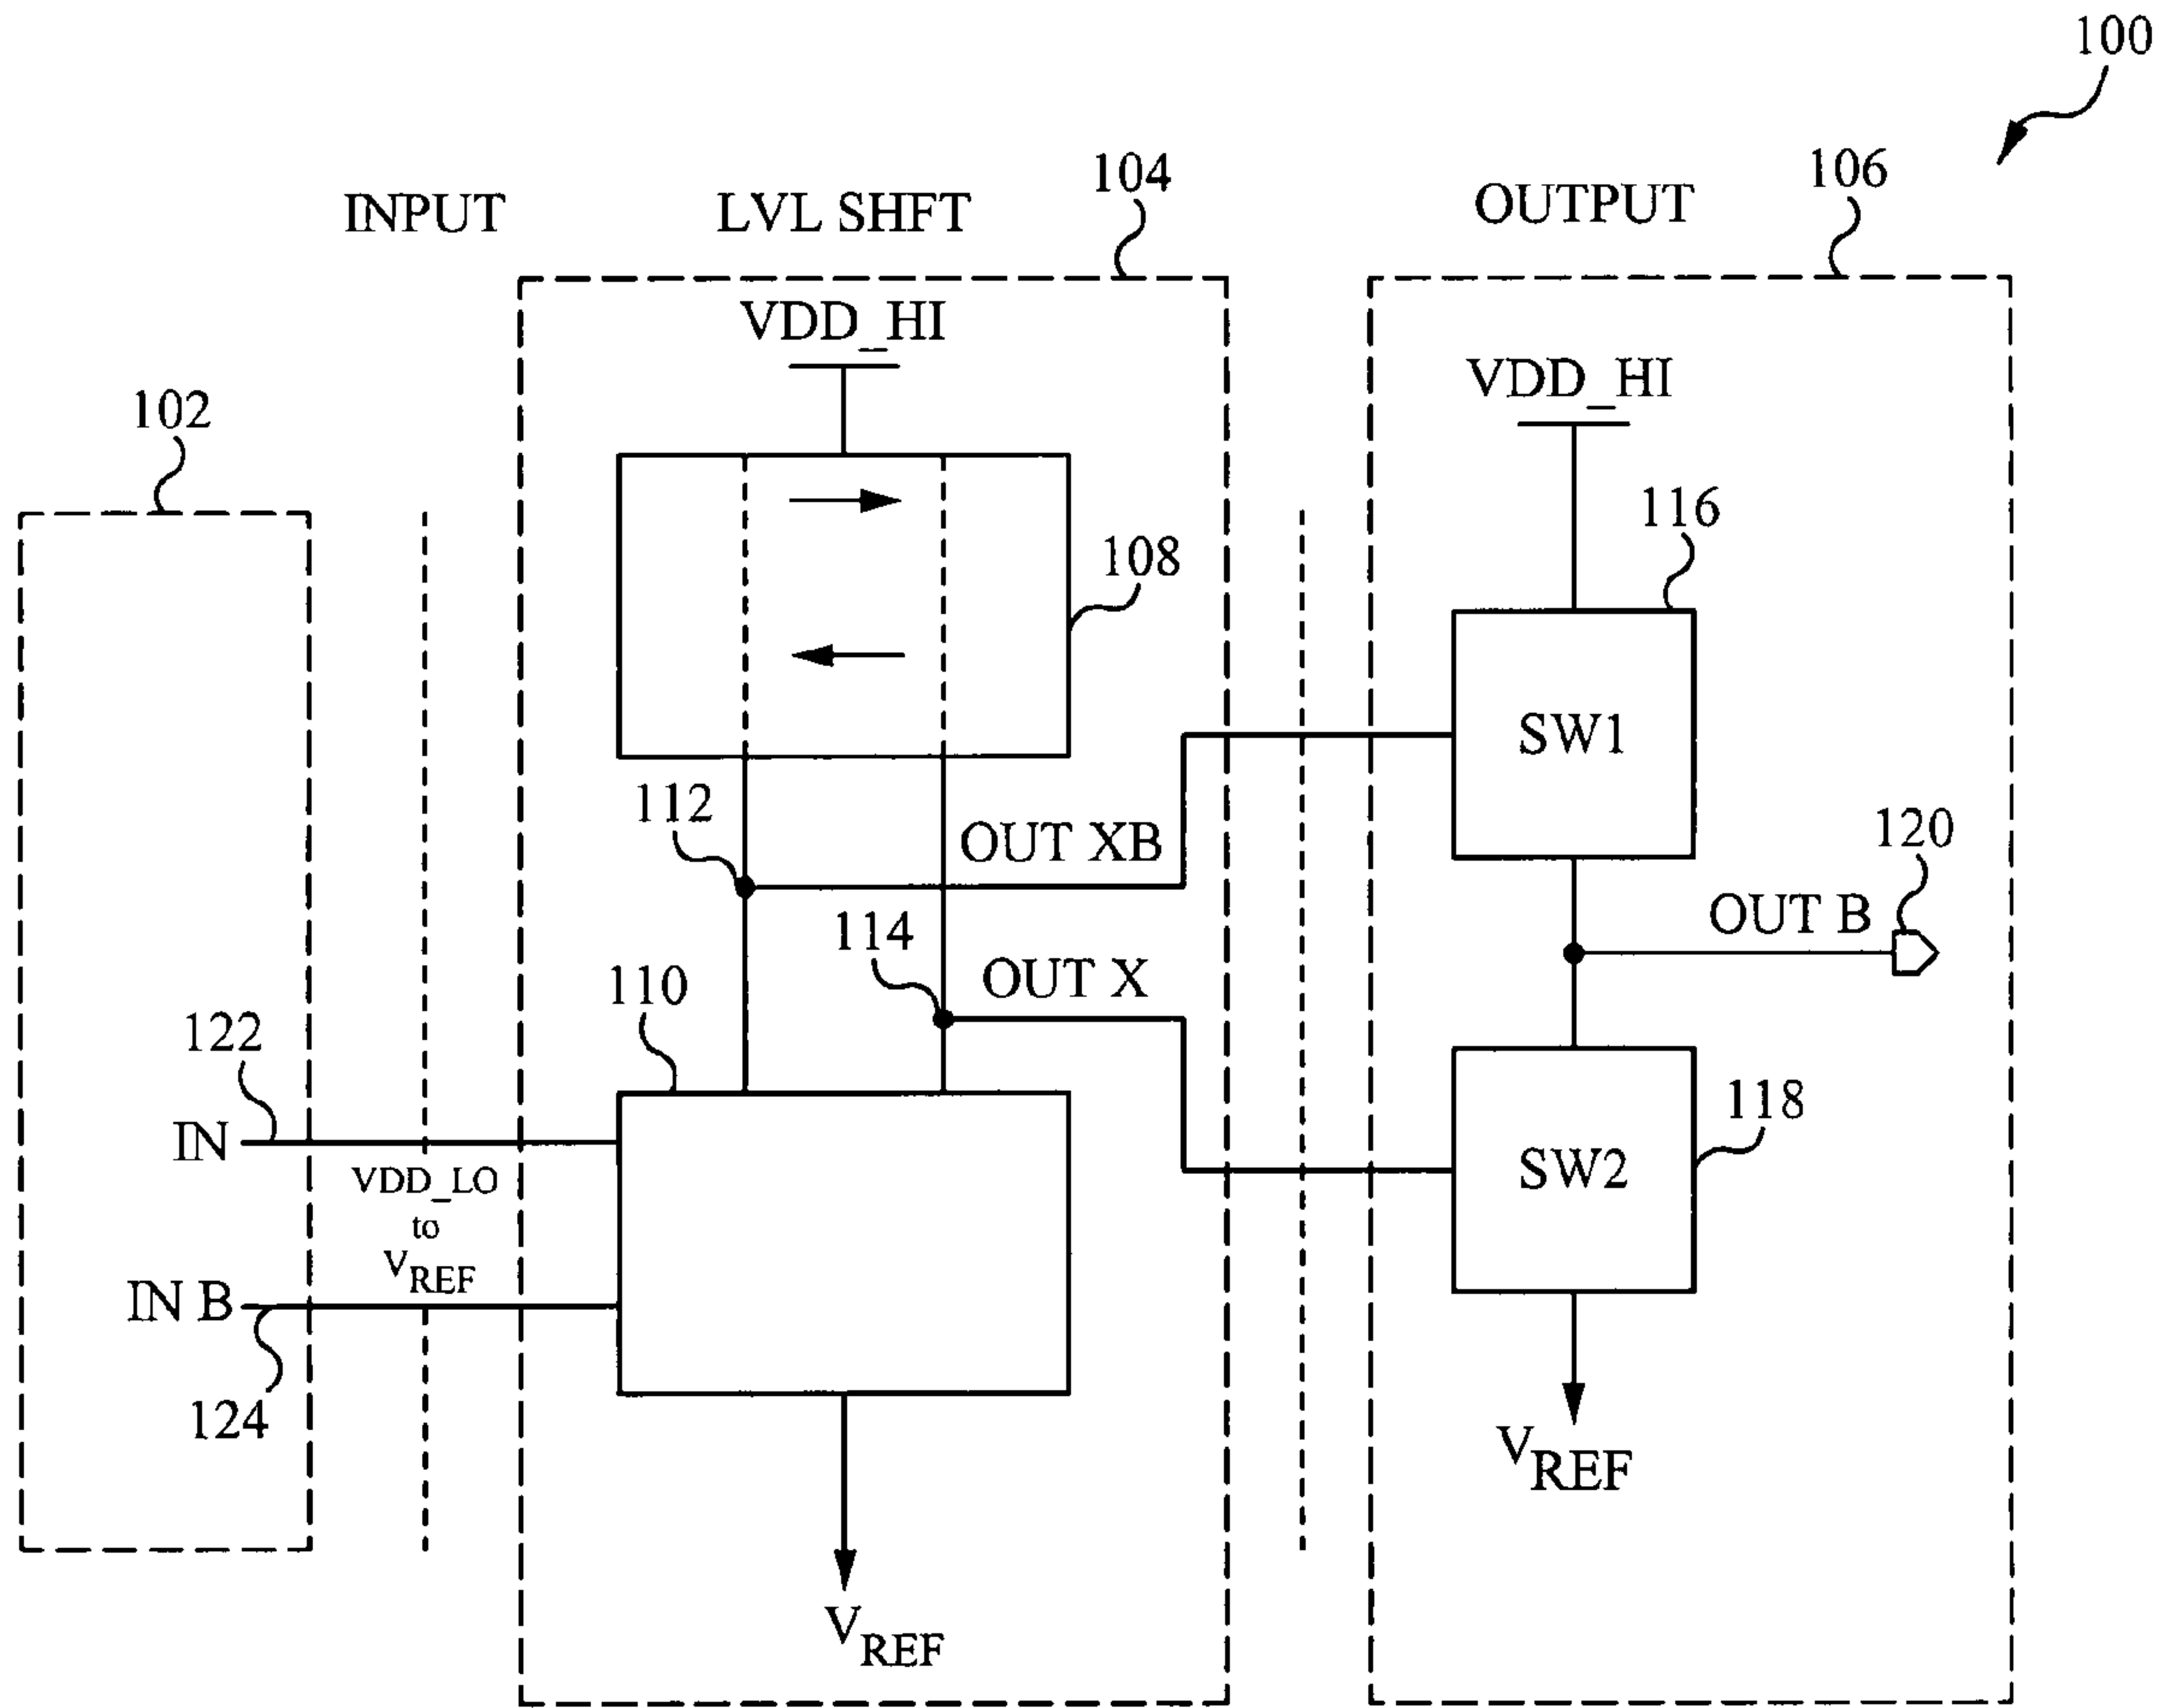 100
104
106
INPUT
LVL SHFT
OUTPUT
VDD_HI
VDD_HI
102
116
108
SW1
112
OUT XB
120
114
OUT B
110
OUT X
122
118
IN
VDD_LO
to
VREF
SW2
IN B
124
VREF
VREF